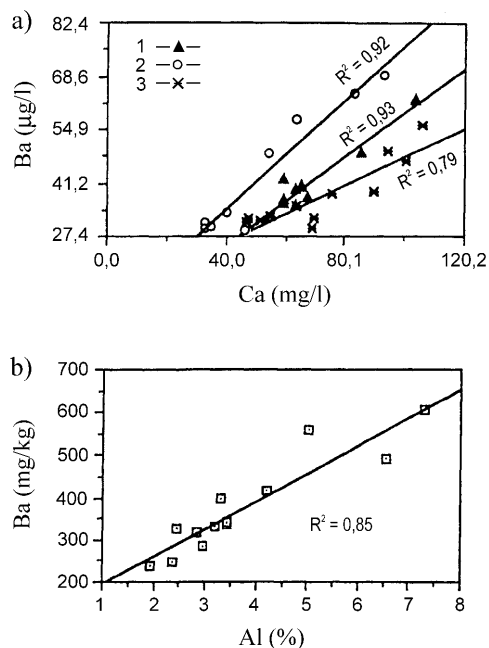 a)
82,4
68,6
54,9
41,2
27,4
Ba (µg/l)
1
2
3
R² = 0,92
R² = 0,93
R² = 0,79
0,0 40,0 80,1 120,2
Ca (mg/l)
b)
700
600
500
400
300
200
Ba (mg/kg)
R² = 0,85
1 2 3 4 5 6 7 8
Al (%)